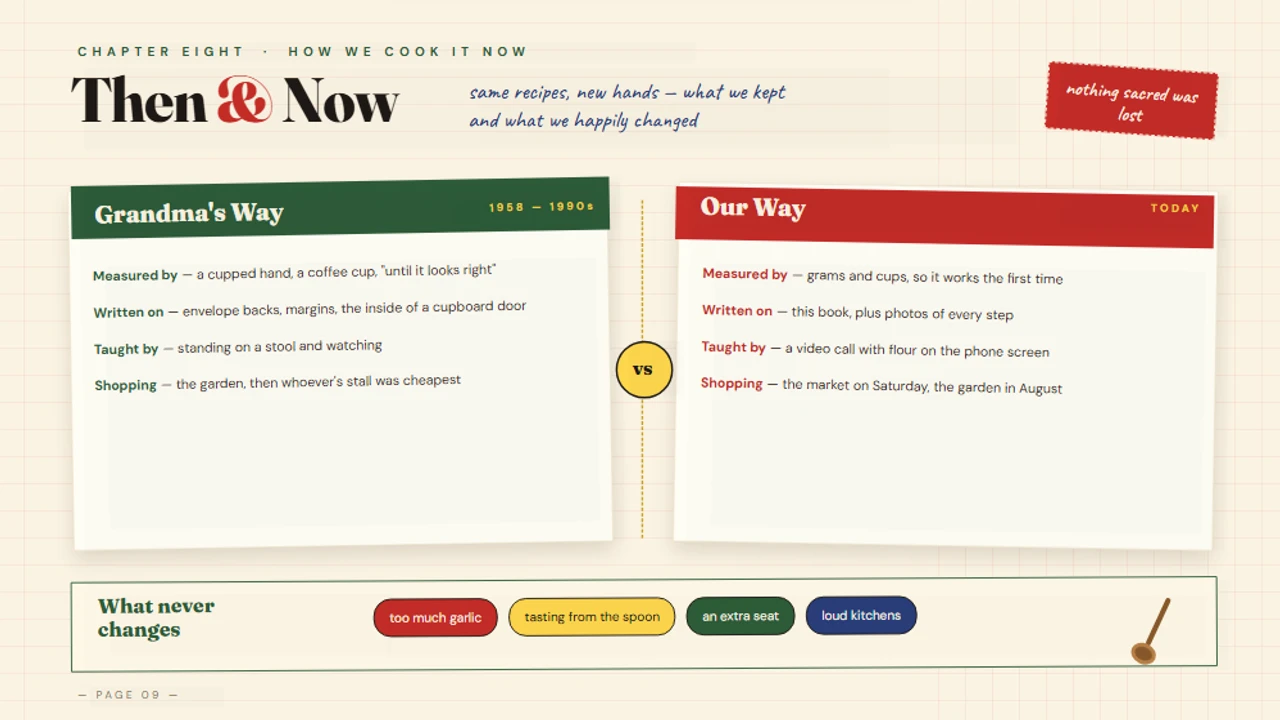 CHAPTER EIGHT · HOW WE COOK IT NOW
Then & Now
same recipes, new hands — what we kept
and what we happily changed
nothing sacred was
lost
Grandma's Way
1958 — 1990s
Measured by — a cupped hand, a coffee cup, "until it looks right"
Written on — envelope backs, margins, the inside of a cupboard door
Taught by — standing on a stool and watching
Shopping — the garden, then whoever's stall was cheapest
vs
Our Way
TODAY
Measured by — grams and cups, so it works the first time
Written on — this book, plus photos of every step
Taught by — a video call with flour on the phone screen
Shopping — the market on Saturday, the garden in August
What never
changes
too much garlic
tasting from the spoon
an extra seat
loud kitchens
— PAGE 09 —